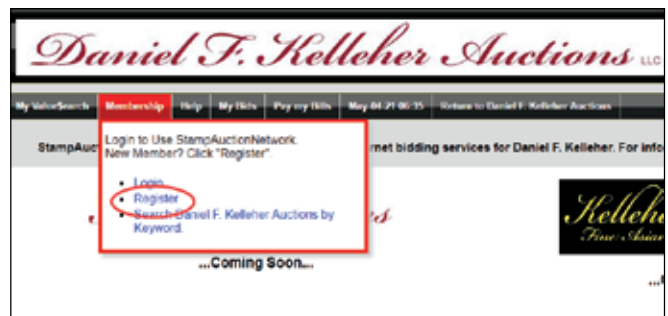 Daniel F. Kelleher Auctions LLC
My ValueSearch Membership Help My Bids Pay my Bills May-04-21 06:35 Return to Daniel F. Kelleher Auctions
Login to Use StampAuctionNetwork.
New Member? Click "Register".
StampAuc rnet bidding services for Daniel F. Kelleher. For info
Login
Register
Search Daniel F. Kelleher Auctions by
Keyword.
Kelleh
Fine Asian
...Coming Soon...